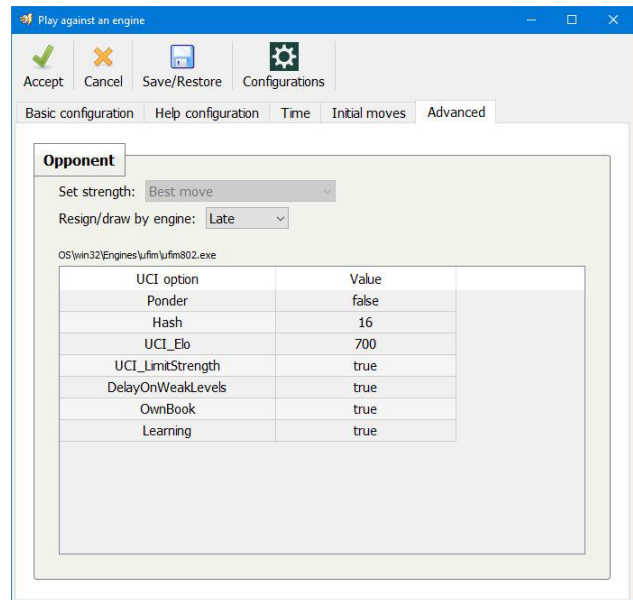 Play against an engine
Accept Cancel Save/Restore Configurations
Basic configuration Help configuration Time Initial moves Advanced
Opponent
Set strength: Best move
Resign/draw by engine: Late
OS\win32\Engines\ufim\ufim802.exe
UCI option Value
Ponder false
Hash 16
UCI_Elo 700
UCI_LimitStrength true
DelayOnWeakLevels true
OwnBook true
Learning true